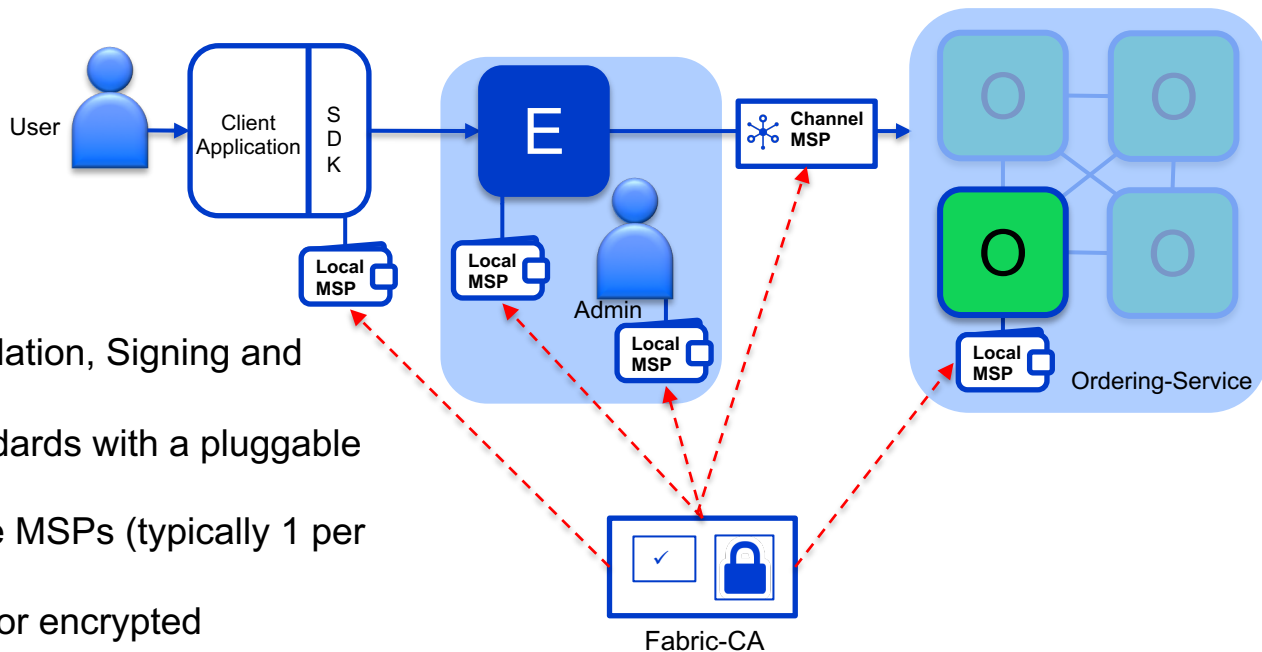 User
Client
Application
S
D
K
E
Channel
MSP
O
O
O
O
Local
MSP
Local
MSP
Admin
Local
MSP
Local
MSP
Ordering-Service
lation, Signing and
dards with a pluggable
e MSPs (typically 1 per
or encrypted
✓
Fabric-CA